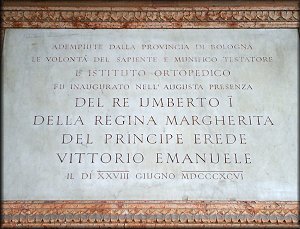 ADEMPIUTE DALLA PROVINCIA DI BOLOGNA
LE VOLONTÀ DEL SAPIENTE E MUNIFICO TESTATORE
L'ISTITUTO ORTOPEDICO
FU INAUGURATO NELL'AUGUSTA PRESENZA
DEL RE UMBERTO I
DELLA REGINA MARGHERITA
DEL PRINCIPE EREDE
VITTORIO EMANUELE
IL DÌ XXVIII GIUGNO MDCCCXCVI